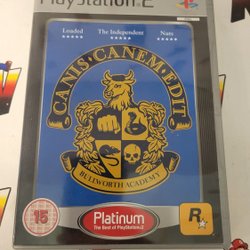 PlayStation 2
Loaded
The Independent
Nuts
★★★★★
★★★★★
★★★★★
CANIS CANEM EDIT
BULLWORTH ACADEMY
15
Platinum
The Best of PlayStation 2
R★